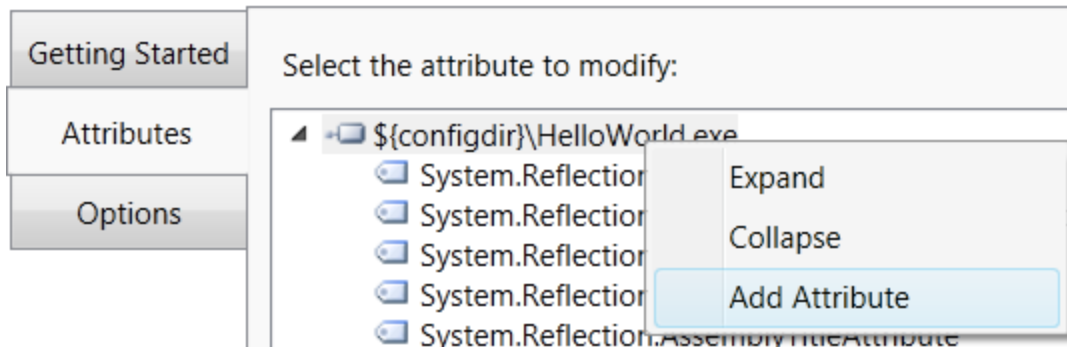 Getting Started
Attributes
Options
Select the attribute to modify:
${configdir}\HelloWorld.exe
System.Reflection
System.Reflection
System.Reflection
System.Reflection
System.Reflection.AssemblyTitleAttribute
Expand
Collapse
Add Attribute